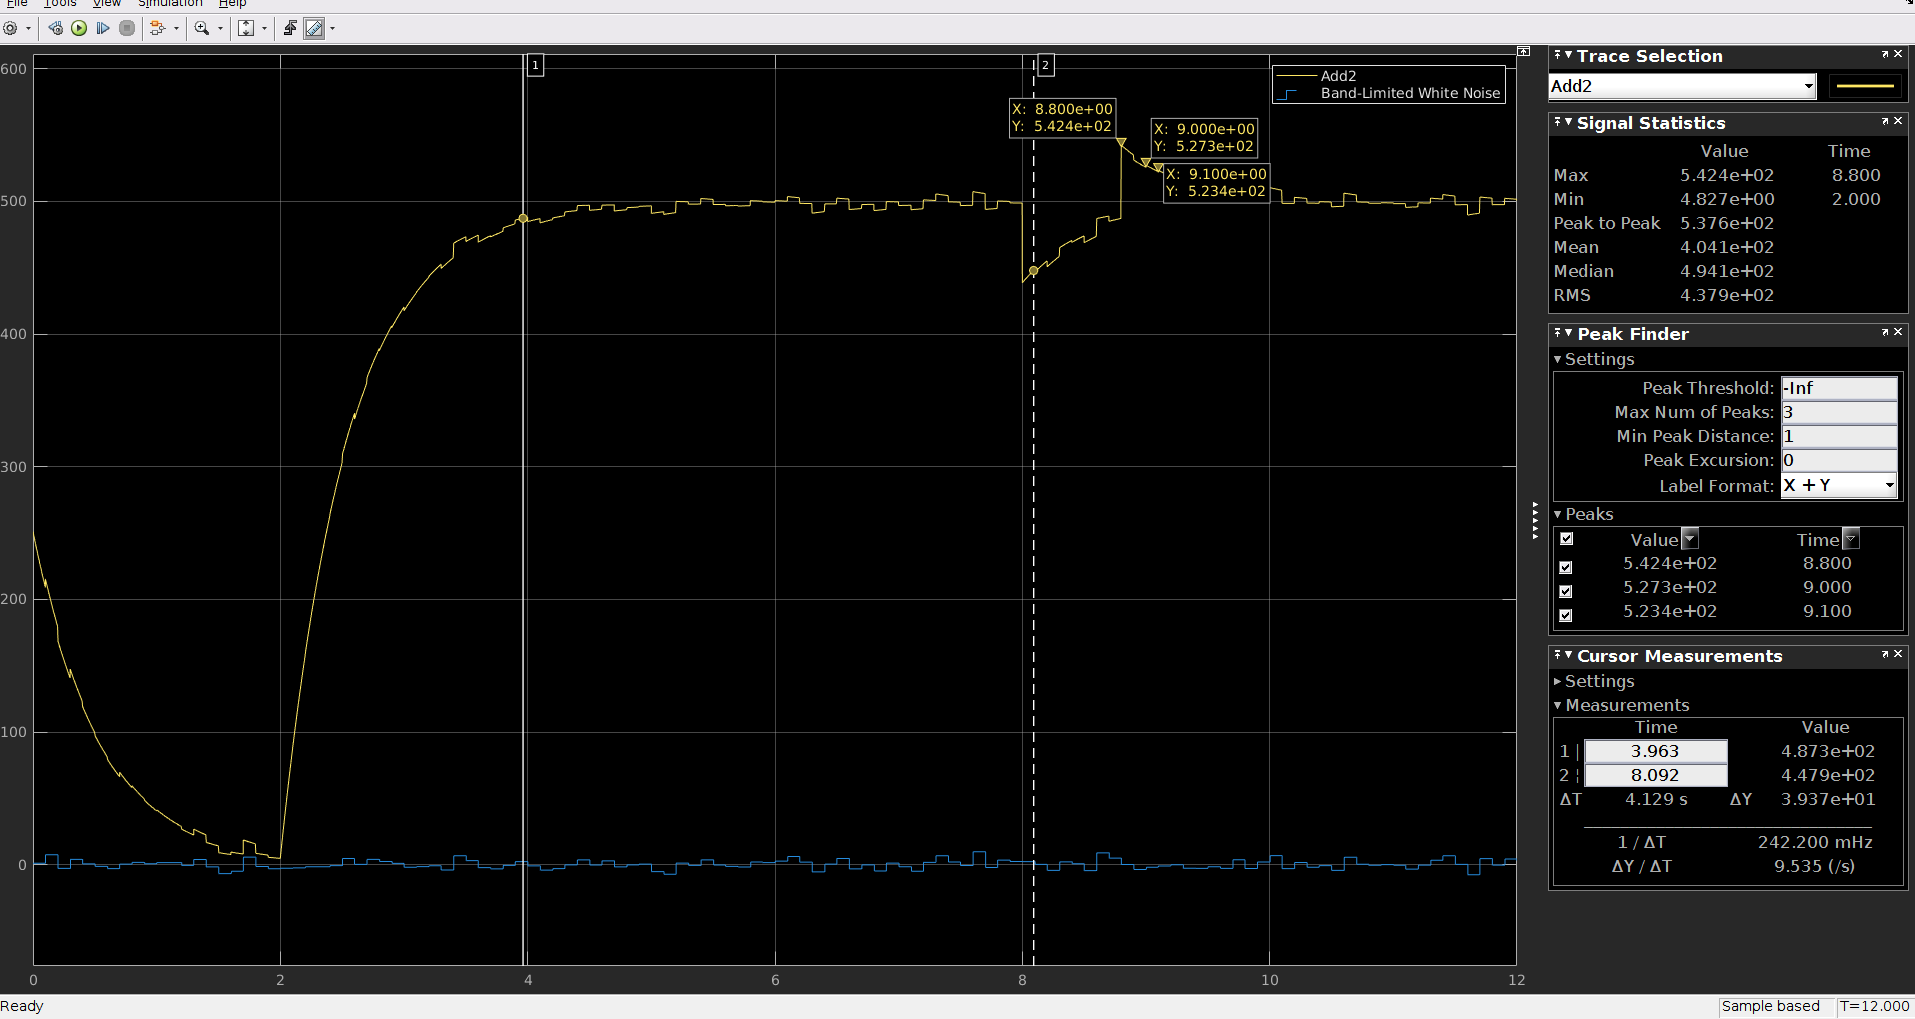 File Tools View Simulation Help
600
500
400
300
200
100
0
0 2 4 6 8 10 12
1
2
Add2
Band-Limited White Noise
X: 8.800e+00
Y: 5.424e+02
X: 9.000e+00
Y: 5.273e+02
X: 9.100e+00
Y: 5.234e+02
Trace Selection
Add2
Signal Statistics
Value Time
Max 5.424e+02 8.800
Min 4.827e+00 2.000
Peak to Peak 5.376e+02
Mean 4.041e+02
Median 4.941e+02
RMS 4.379e+02
Peak Finder
Settings
Peak Threshold: -Inf
Max Num of Peaks: 3
Min Peak Distance: 1
Peak Excursion: 0
Label Format: X + Y
Peaks
Value Time
5.424e+02 8.800
5.273e+02 9.000
5.234e+02 9.100
Cursor Measurements
Settings
Measurements
Time Value
1 | 3.963 4.873e+02
2 ¦ 8.092 4.479e+02
ΔT 4.129 s ΔY 3.937e+01
1 / ΔT 242.200 mHz
ΔY / ΔT 9.535 (/s)
Ready
Sample based T=12.000